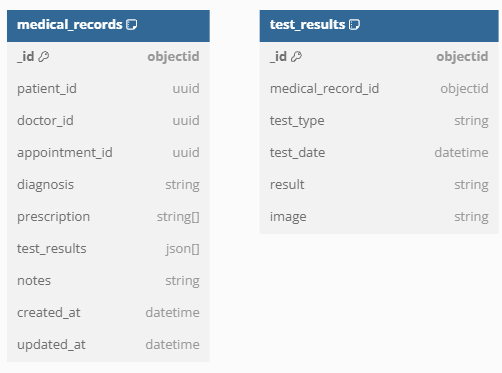 medical_records
_id objectid
patient_id uuid
doctor_id uuid
appointment_id uuid
diagnosis string
prescription string[]
test_results json[]
notes string
created_at datetime
updated_at datetime
test_results
_id objectid
medical_record_id objectid
test_type string
test_date datetime
result string
image string